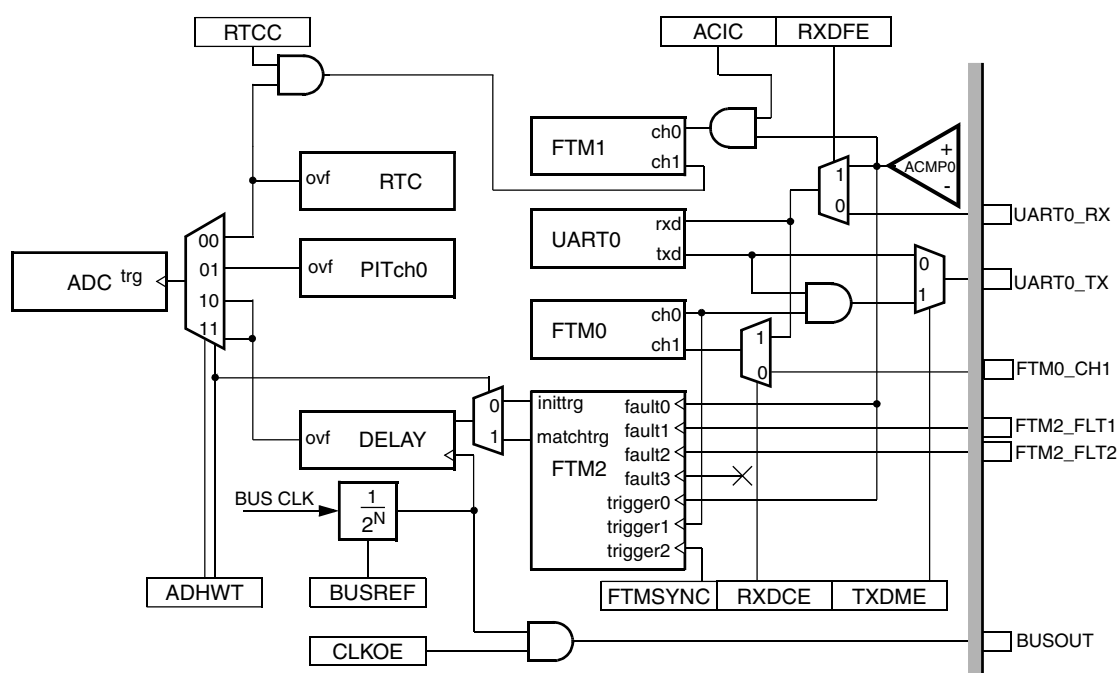 RTCC
ACIC
RXDFE
FTM1
ch0
ch1
1
0
+
ACMP0
-
ovf
RTC
UART0
rxd
txd
UART0_RX
00
01
10
11
ADC
trg
ovf
PITch0
0
1
UART0_TX
FTM0
ch0
ch1
1
0
FTM0_CH1
ovf
DELAY
0
1
inittrg
matchtrg
FTM2
fault0
fault1
fault2
fault3
trigger0
trigger1
trigger2
FTM2_FLT1
FTM2_FLT2
BUS CLK
1
2N
ADHWT
BUSREF
FTMSYNC
RXDCE
TXDME
CLKOE
BUSOUT